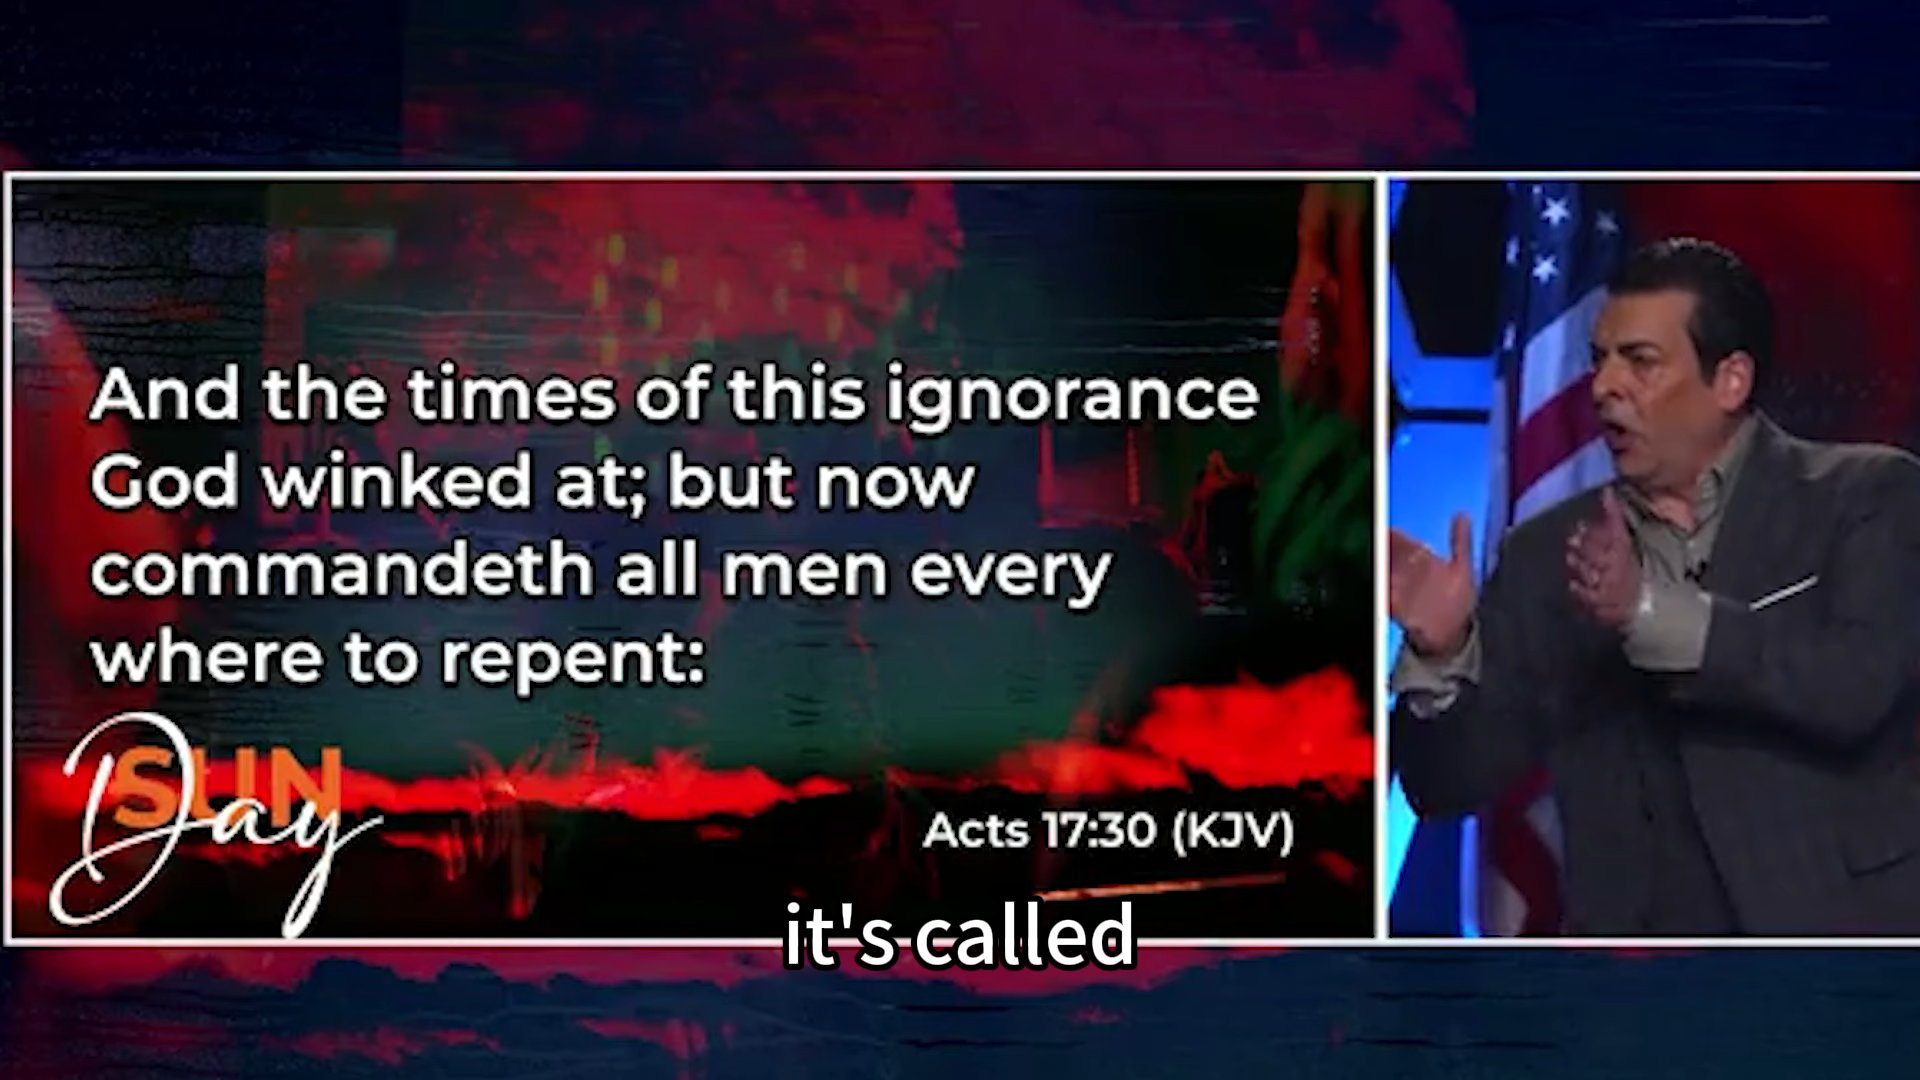 And the times of this ignorance
God winked at; but now
commandeth all men every
where to repent:
SUN
Day
Acts 17:30 (KJV)
it's called